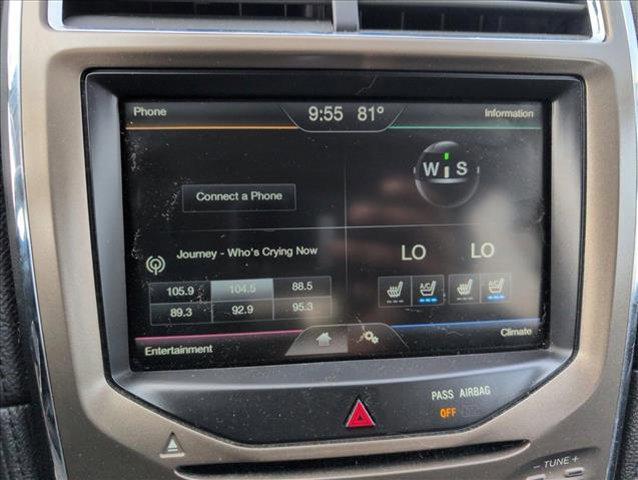 Phone 9:55 81° Information
W S
Connect a Phone
Journey - Who's Crying Now
LO LO
105.9 104.5 88.5
A/C A/C
89.3 92.9 95.3
Entertainment Climate
PASS AIRBAG
OFF
- TUNE +